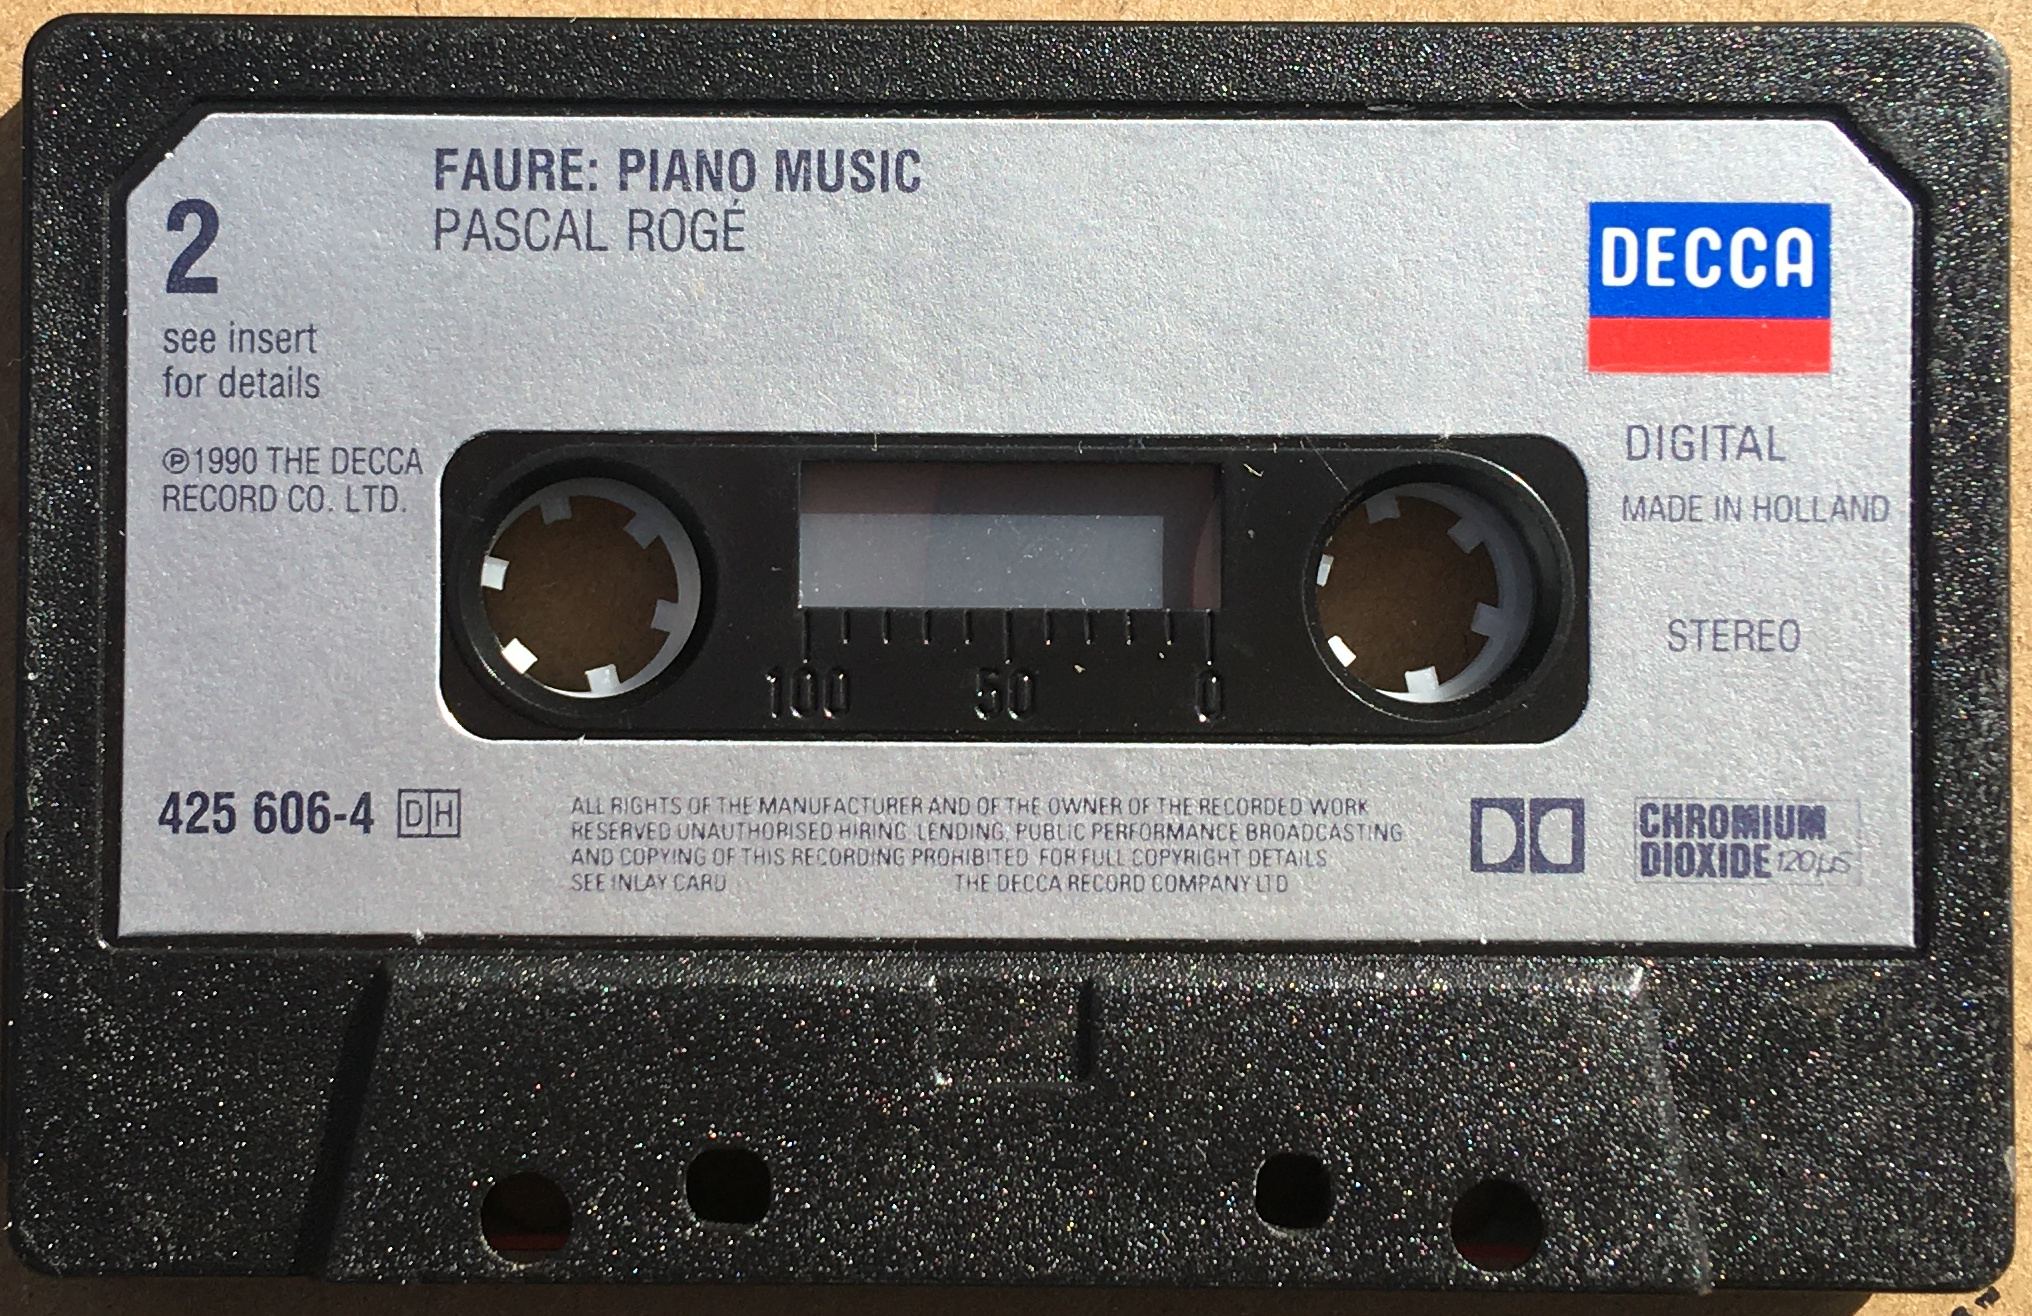 FAURE: PIANO MUSIC
PASCAL ROGÉ
2
see insert
for details
℗1990 THE DECCA
RECORD CO. LTD.
DECCA
DIGITAL
MADE IN HOLLAND
STEREO
100 50 0
425 606-4 DH
ALL RIGHTS OF THE MANUFACTURER AND OF THE OWNER OF THE RECORDED WORK
RESERVED UNAUTHORISED HIRING, LENDING, PUBLIC PERFORMANCE BROADCASTING
AND COPYING OF THIS RECORDING PROHIBITED FOR FULL COPYRIGHT DETAILS
SEE INLAY CARD THE DECCA RECORD COMPANY LTD
CHROMIUM
DIOXIDE 120µs